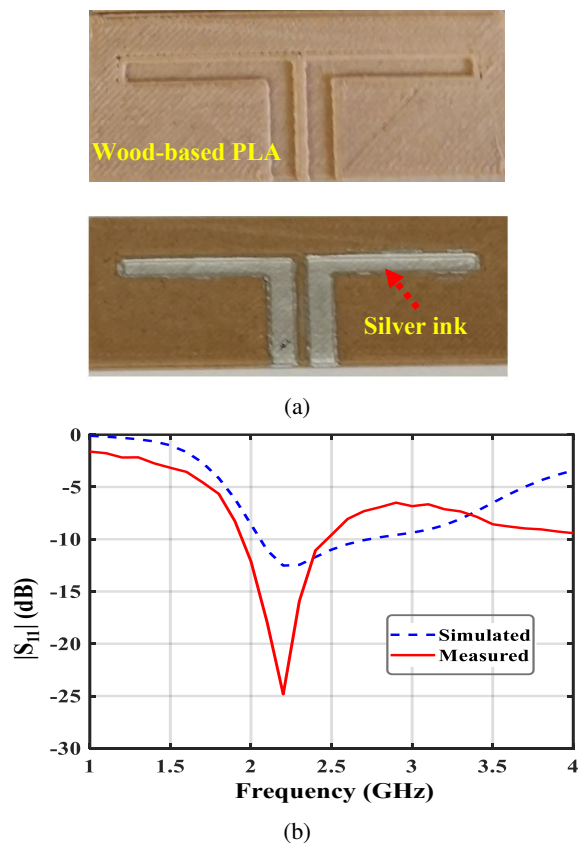 Wood-based PLA
Silver ink
(a)
0
-5
-10
-15
-20
-25
-30
|S11| (dB)
Simulated
Measured
1
1.5
2
2.5
3
3.5
4
Frequency (GHz)
(b)